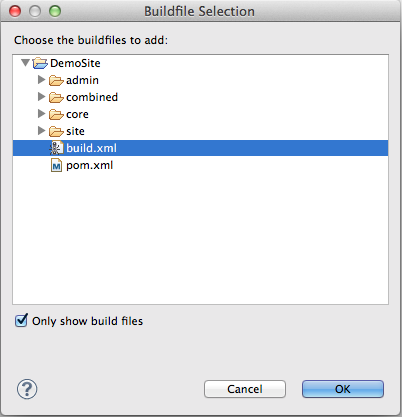 Buildfile Selection
Choose the buildfiles to add:
DemoSite
admin
combined
core
site
build.xml
M pom.xml
Only show build files
? Cancel OK